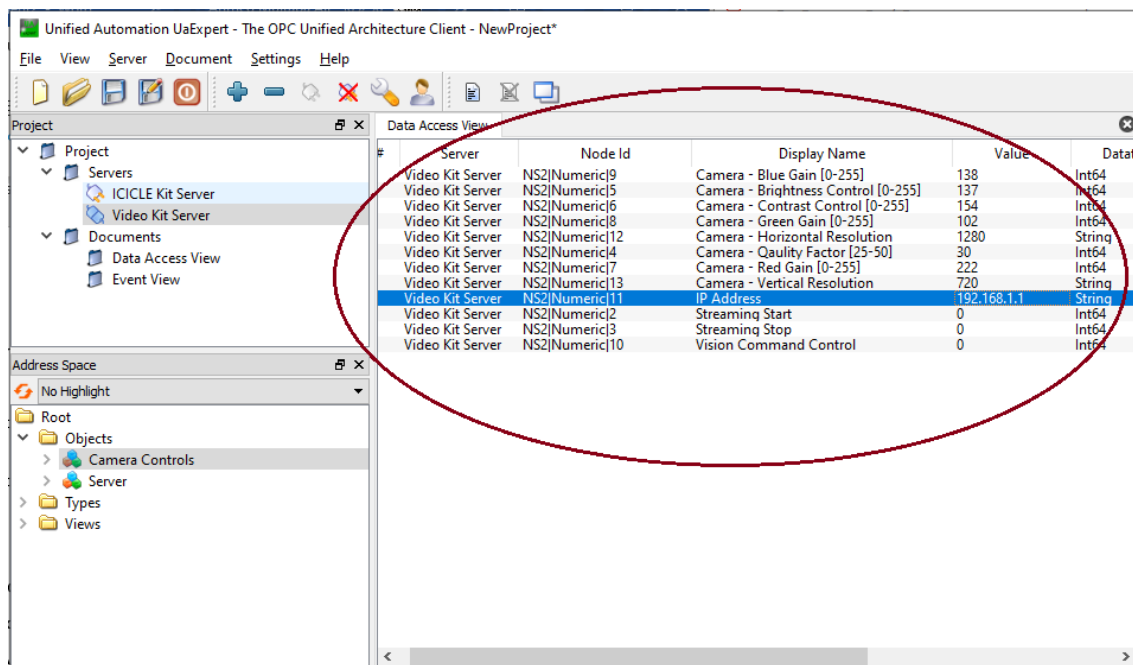 Unified Automation UaExpert - The OPC Unified Architecture Client - NewProject*
File View Server Document Settings Help
Project
Project
Servers
ICICLE Kit Server
Video Kit Server
Documents
Data Access View
Event View
Address Space
No Highlight
Root
Objects
Camera Controls
Server
Types
Views
Data Access View
# Server Node Id Display Name Value Datat
Video Kit Server NS2|Numeric|9 Camera - Blue Gain [0-255] 138 Int64
Video Kit Server NS2|Numeric|5 Camera - Brightness Control [0-255] 137 Int64
Video Kit Server NS2|Numeric|6 Camera - Contrast Control [0-255] 154 Int64
Video Kit Server NS2|Numeric|8 Camera - Green Gain [0-255] 102 Int64
Video Kit Server NS2|Numeric|12 Camera - Horizontal Resolution 1280 String
Video Kit Server NS2|Numeric|4 Camera - Qaulity Factor [25-50] 30 Int64
Video Kit Server NS2|Numeric|7 Camera - Red Gain [0-255] 222 Int64
Video Kit Server NS2|Numeric|13 Camera - Vertical Resolution 720 String
Video Kit Server NS2|Numeric|11 IP Address 192.168.1.1 String
Video Kit Server NS2|Numeric|2 Streaming Start 0 Int64
Video Kit Server NS2|Numeric|3 Streaming Stop 0 Int64
Video Kit Server NS2|Numeric|10 Vision Command Control 0 Int64